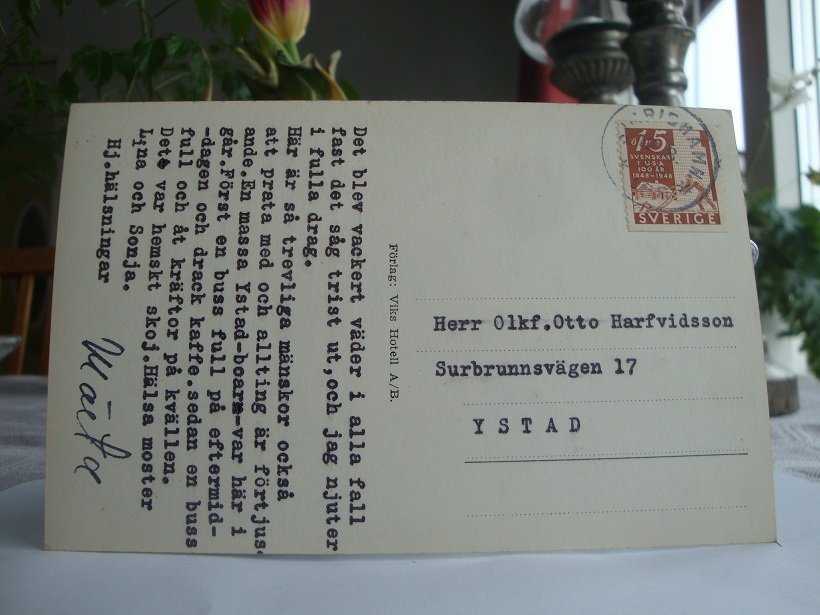 Det blev vackert väder i alla fall
fast det såg trist ut,och jag njuter
i fulla drag.
Här är så trevliga mänskor också
att prata med och allting är förtjus-
ande.En massa Ystad-boare-var här i
går.Först en buss full på eftermid-
-dagen och drack kaffe.sedan en buss
full och åt kräftor på kvällen.
Dete var hemskt skoj.Hälsa moster
Lina och Sonja.
Hj.hälsningar
Märta
Förlag: Viks Hotell A/B.
15
öre
SVENSKAR
I USA
100 ÅR
1848-1948
SVERIGE
Herr Olkf.Otto Harfvidsson
Surbrunnsvägen 17
YSTAD